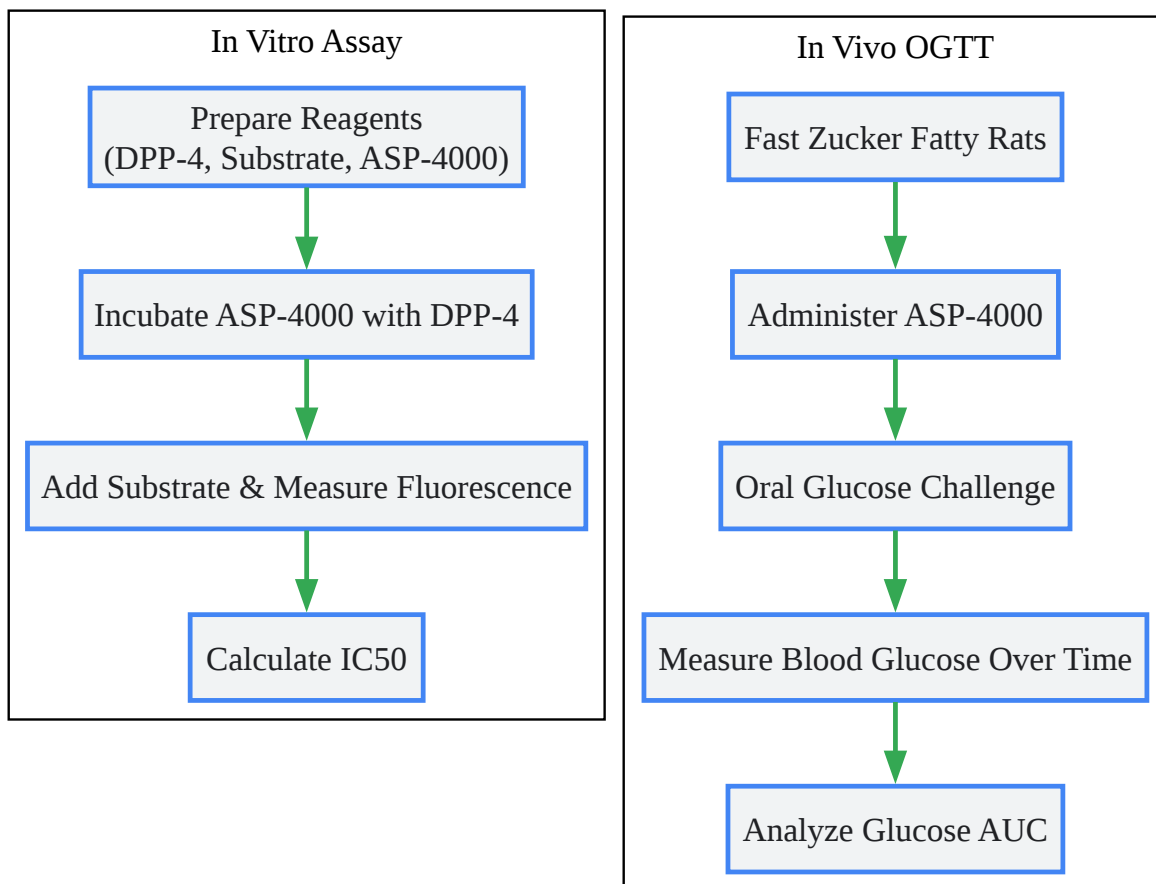 In Vitro Assay
Prepare Reagents
(DPP-4, Substrate, ASP-4000)
Incubate ASP-4000 with DPP-4
Add Substrate & Measure Fluorescence
Calculate IC50
In Vivo OGTT
Fast Zucker Fatty Rats
Administer ASP-4000
Oral Glucose Challenge
Measure Blood Glucose Over Time
Analyze Glucose AUC